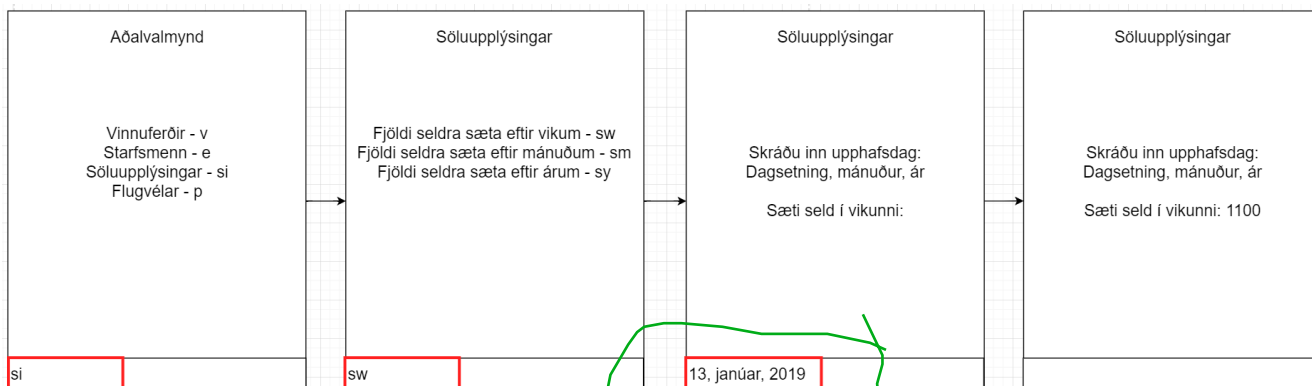 Aðalvalmynd
Vinnuferðir - v
Starfsmenn - e
Söluupplýsingar - si
Flugvélar - p
si
Söluupplýsingar
Fjöldi seldra sæta eftir vikum - sw
Fjöldi seldra sæta eftir mánuðum - sm
Fjöldi seldra sæta eftir árum - sy
sw
Söluupplýsingar
Skráðu inn upphafsdag:
Dagsetning, mánuður, ár
Sæti seld í vikunni:
13, janúar, 2019
Söluupplýsingar
Skráðu inn upphafsdag:
Dagsetning, mánuður, ár
Sæti seld í vikunni: 1100